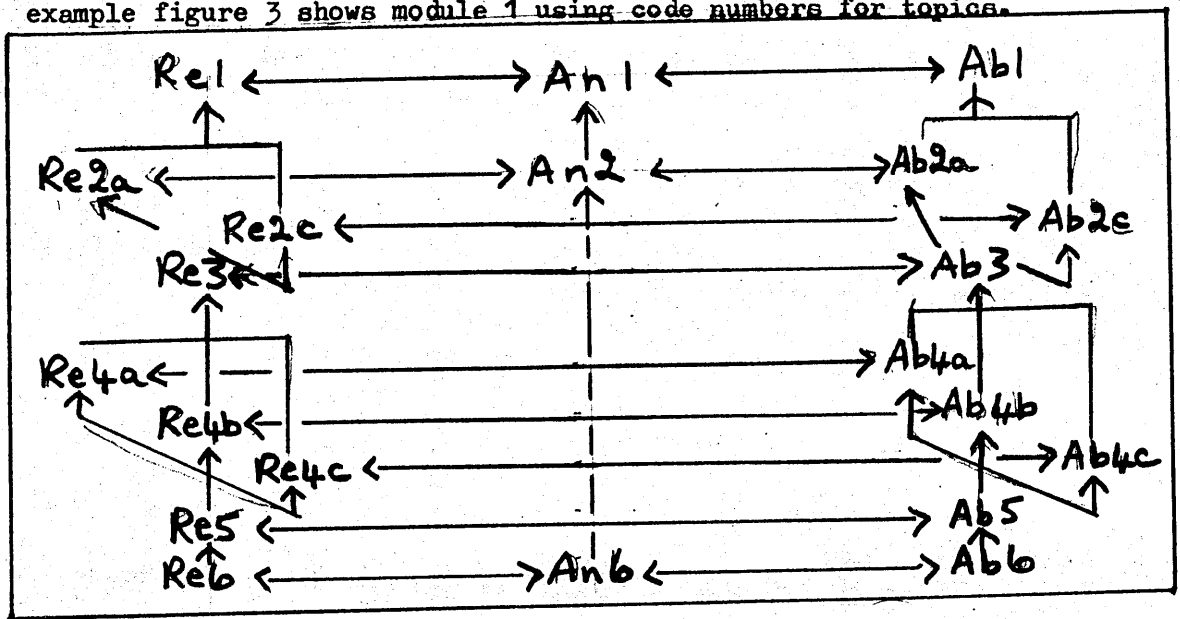 example figure 3 shows module 1 using code numbers for topics.
Re1 An1 Ab1
Re2a An2 Ab2a
Re2c Ab2c
Re3 Ab3
Re4a Ab4a
Re4b Ab4b
Re4c Ab4c
Re5 Ab5
Re6 An6 Ab6